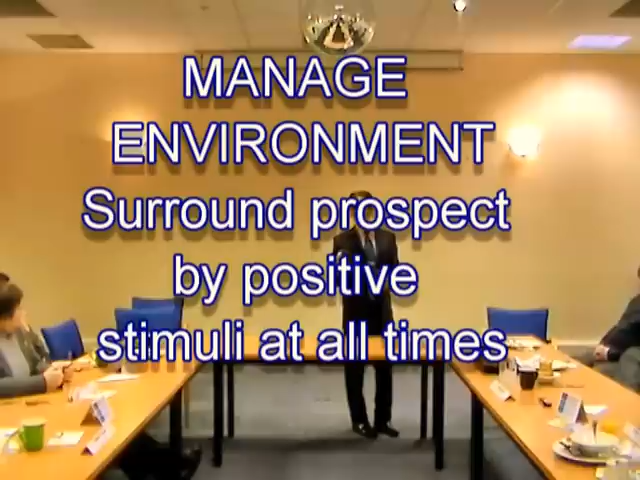 MANAGE
ENVIRONMENT
Surround prospect
by positive
stimuli at all times